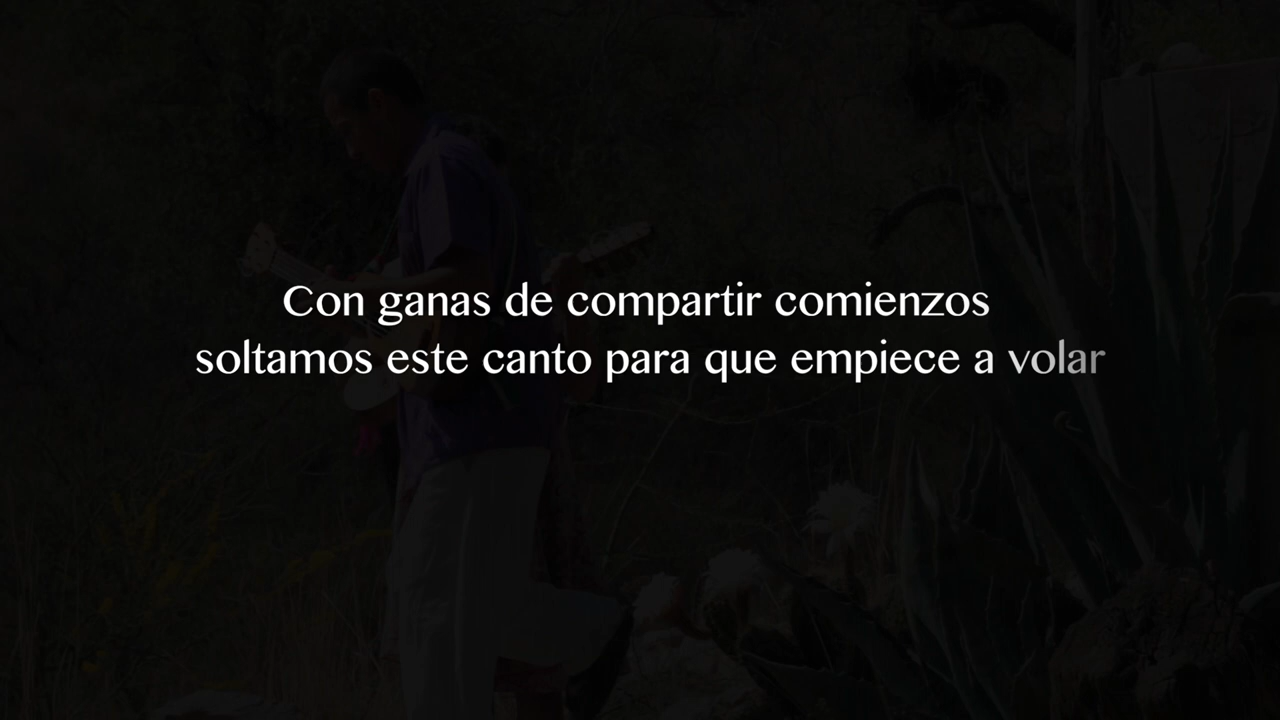 Con ganas de compartir comienzos
soltamos este canto para que empiece a volar